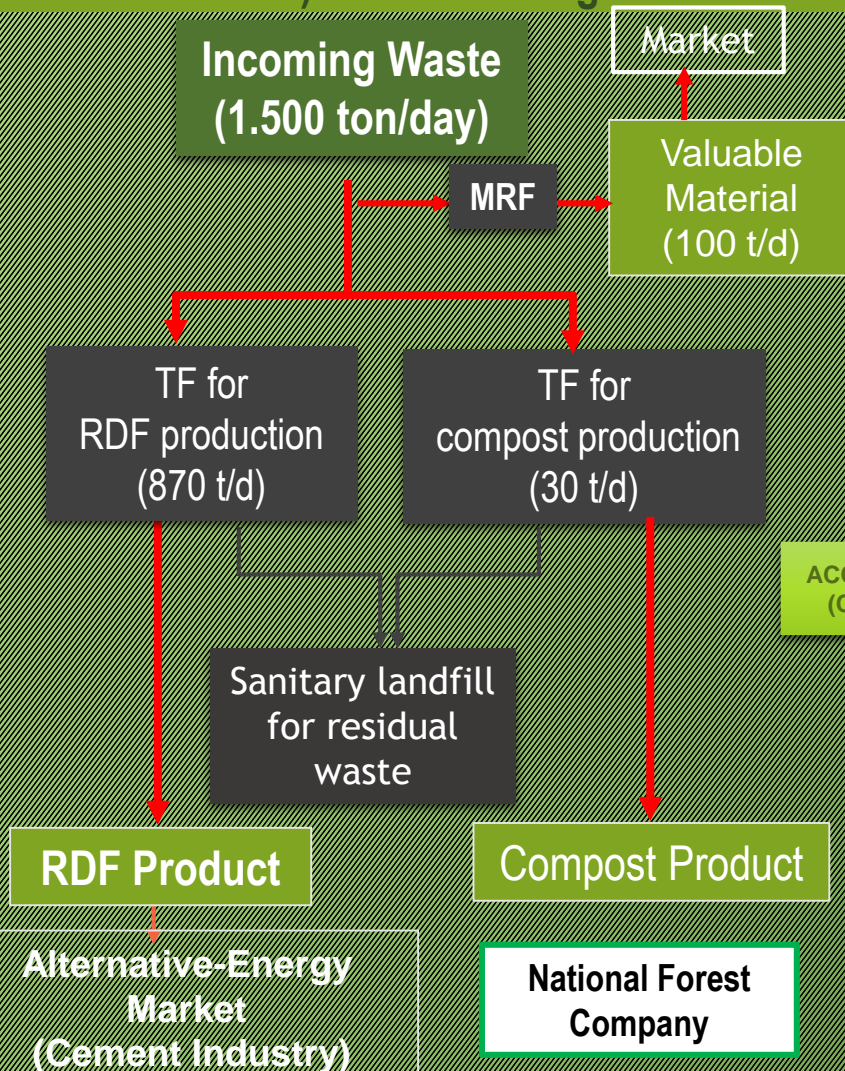 Market
Incoming Waste
(1.500 ton/day)
MRF
Valuable
Material
(100 t/d)
TF for
RDF production
(870 t/d)
TF for
compost production
(30 t/d)
Sanitary landfill
for residual
waste
RDF Product
Compost Product
Alternative-Energy
Market
(Cement Industry)
National Forest
Company